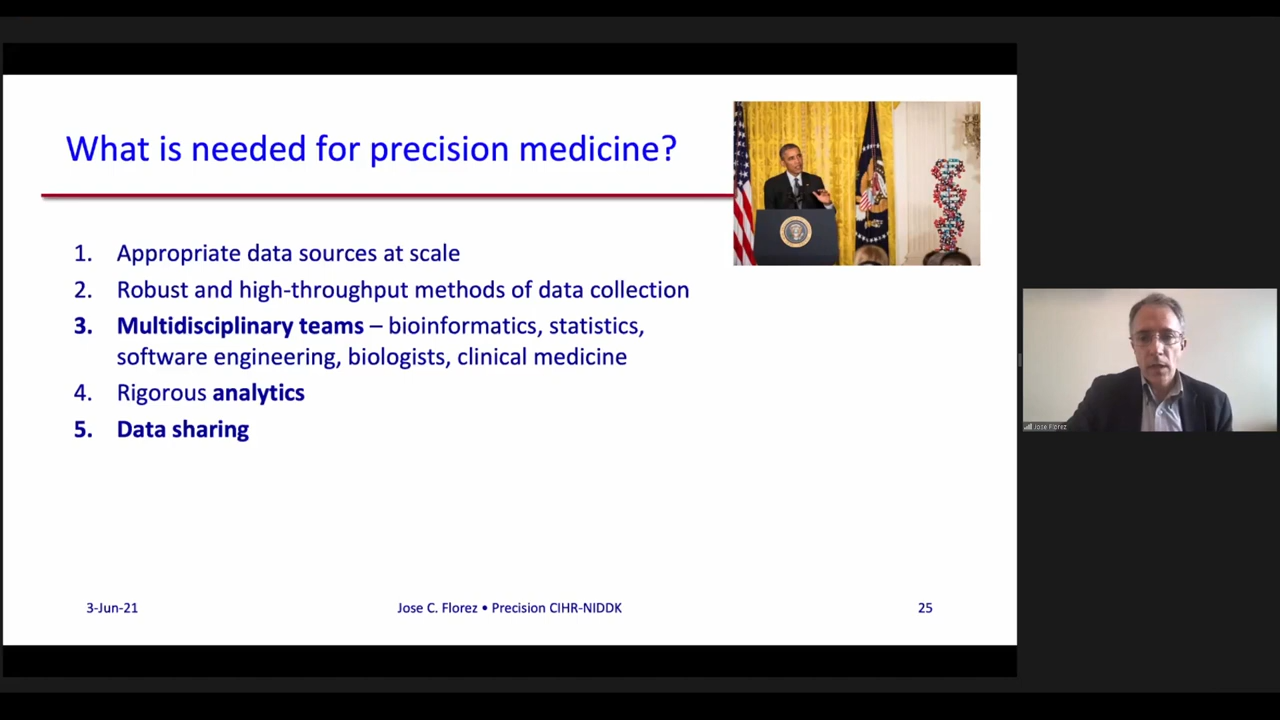 What is needed for precision medicine?
1. Appropriate data sources at scale
2. Robust and high-throughput methods of data collection
3. Multidisciplinary teams – bioinformatics, statistics,
software engineering, biologists, clinical medicine
4. Rigorous analytics
5. Data sharing
3-Jun-21
Jose C. Florez • Precision CIHR-NIDDK
25
Jose Florez